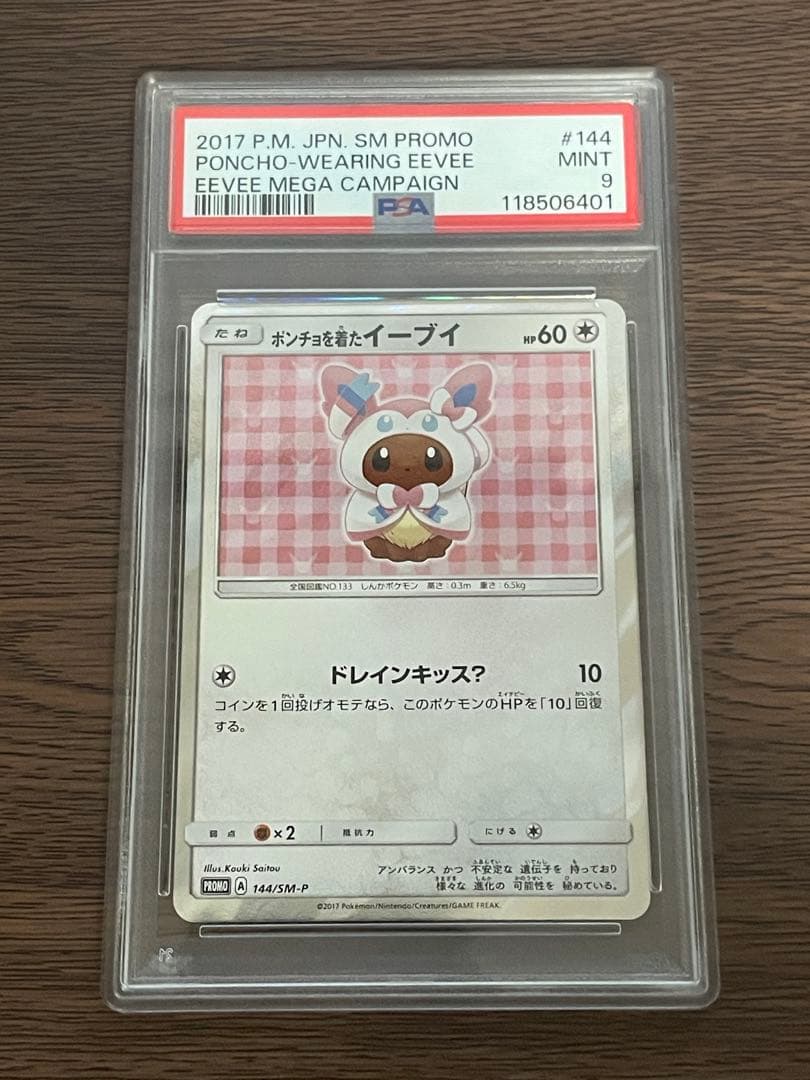 2017 P.M. JPN. SM PROMO #144
PONCHO-WEARING EEVEE MINT
EEVEE MEGA CAMPAIGN 9
PSA 118506401
たね ポンチョを着たイーブイ HP60
全国図鑑NO.133 しんかポケモン 高さ:0.3m 重さ:6.5kg
ドレインキッス? 10
コインを1回投げオモテなら、このポケモンのHPを「10」回復
する。
弱点 ×2 抵抗力 にげる
Illus.Kouki Saitou
アンバランス かつ 不安定な 遺伝子を 持っており
様々な 進化の 可能性を 秘めている。
PROMO A 144/SM-P
©2017 Pokémon/Nintendo/Creatures/GAME FREAK.